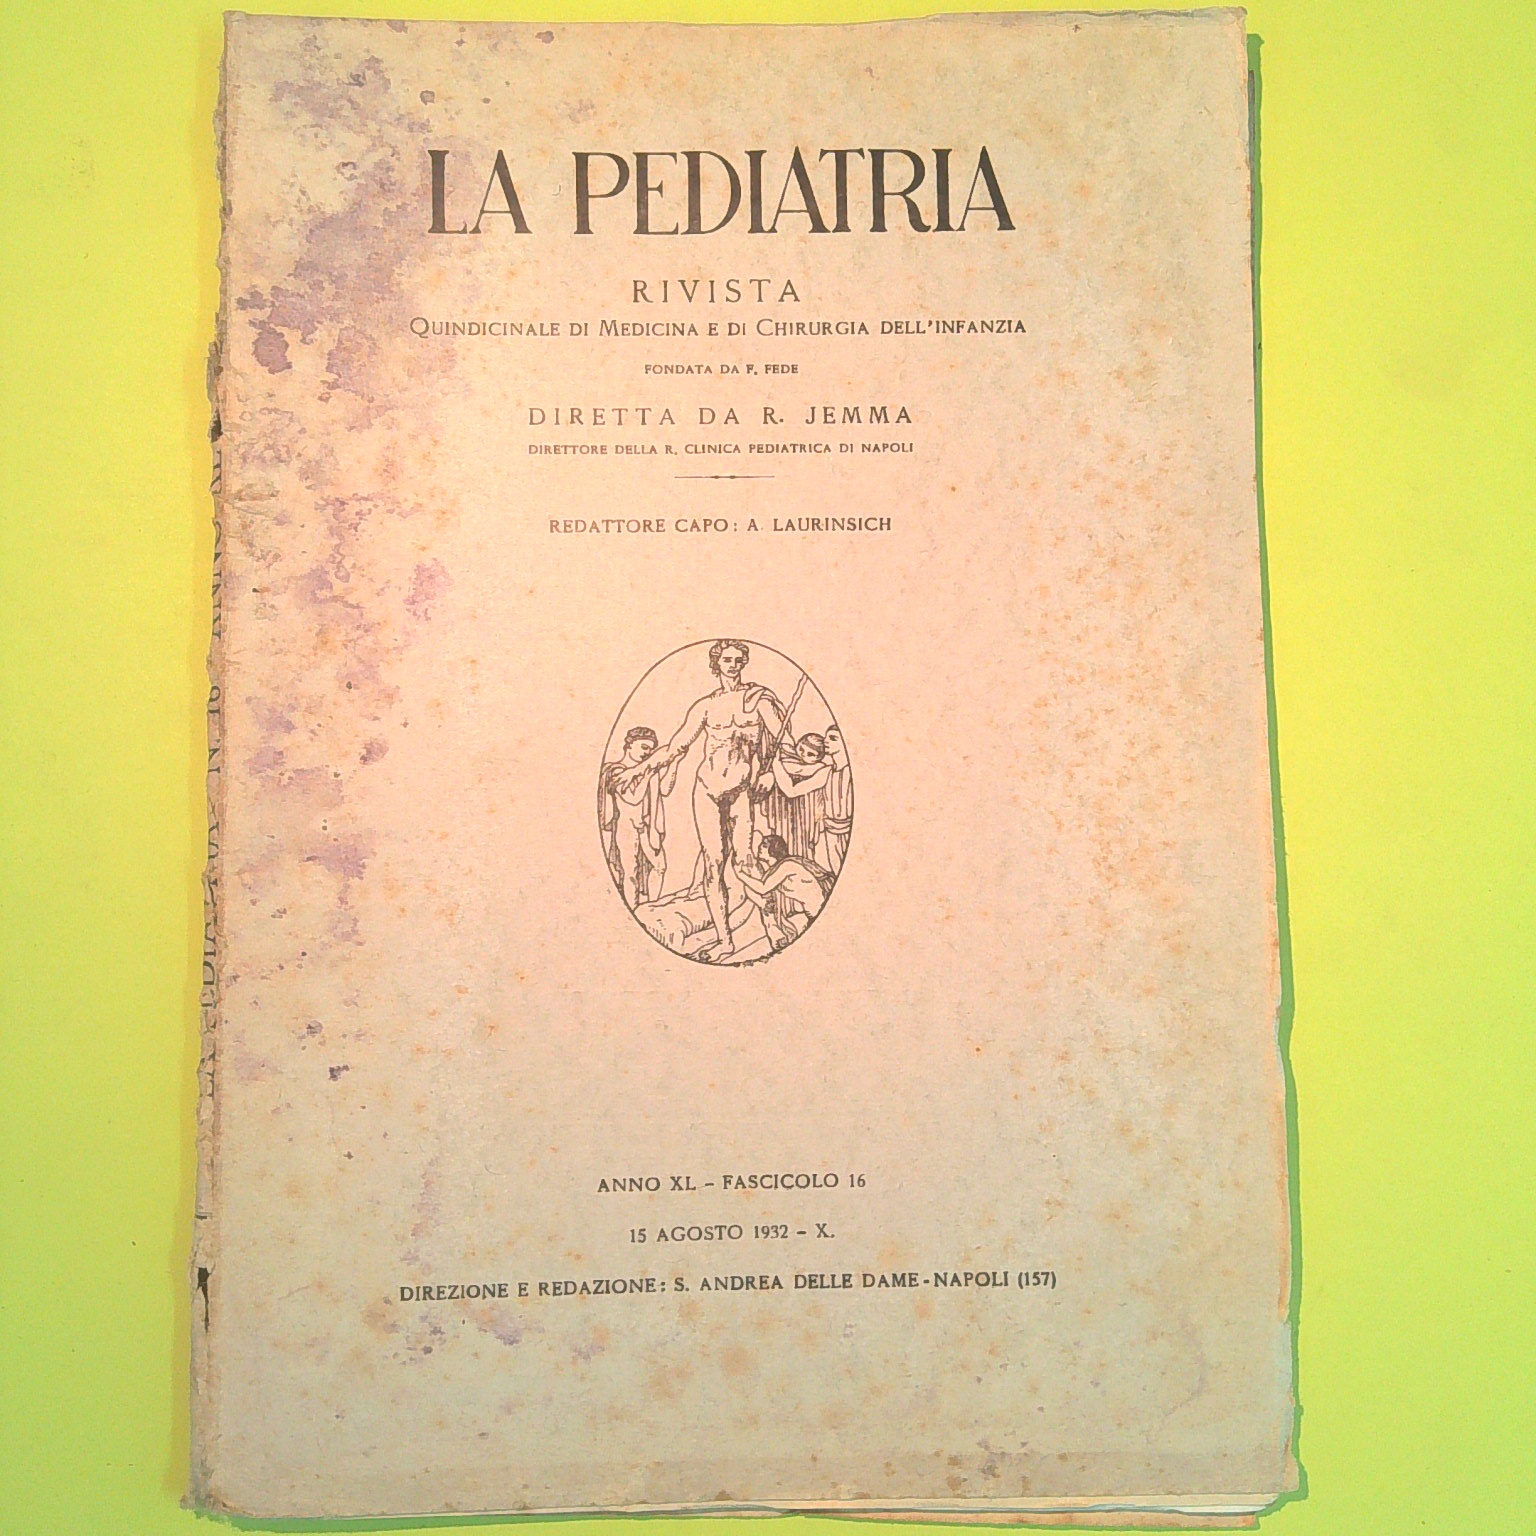 LA PEDIATRIA
RIVISTA
QUINDICINALE DI MEDICINA E DI CHIRURGIA DELL'INFANZIA
FONDATA DA F. FEDE
DIRETTA DA R. JEMMA
DIRETTORE DELLA R. CLINICA PEDIATRICA DI NAPOLI
REDATTORE CAPO: A. LAURINSICH
ANNO XL - FASCICOLO 16
15 AGOSTO 1932 - X.
DIREZIONE E REDAZIONE: S. ANDREA DELLE DAME-NAPOLI (157)
N. 16